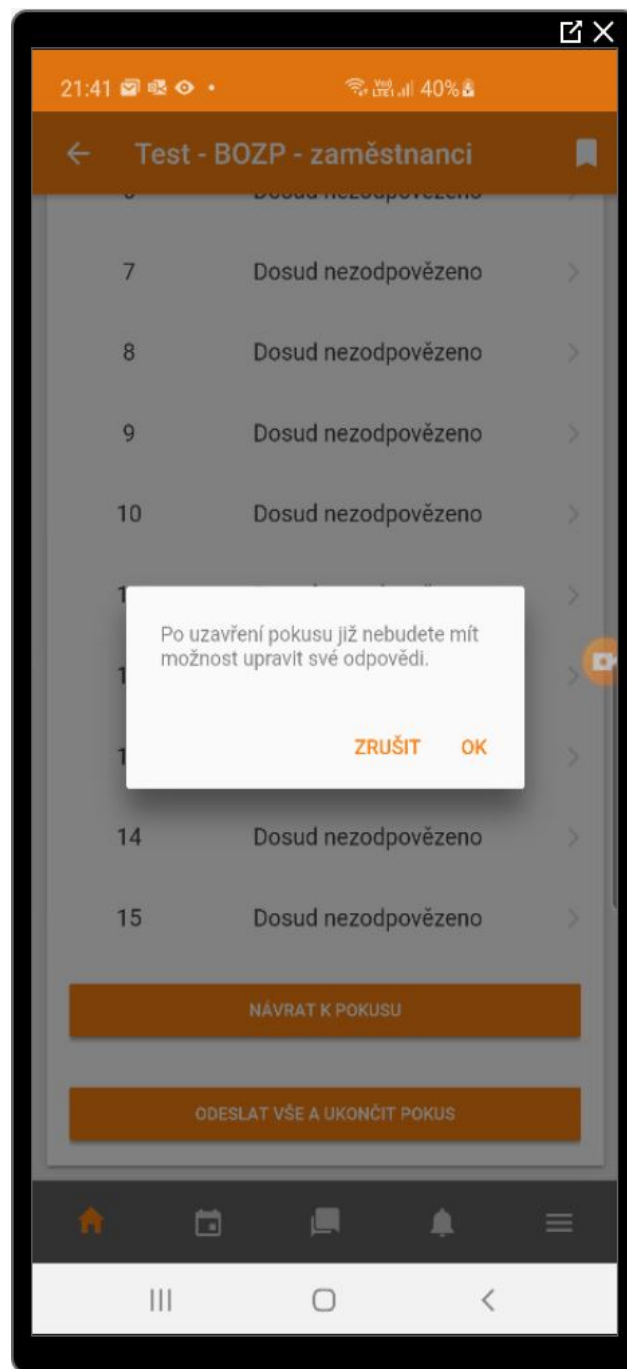 21:41
40%
Test - BOZP - zaměstnanci
7 Dosud nezodpovězeno
8 Dosud nezodpovězeno
9 Dosud nezodpovězeno
10 Dosud nezodpovězeno
Po uzavření pokusu již nebudete mít
možnost upravit své odpovědi.
ZRUŠIT OK
14 Dosud nezodpovězeno
15 Dosud nezodpovězeno
NÁVRAT K POKUSU
ODESLAT VŠE A UKONČIT POKUS